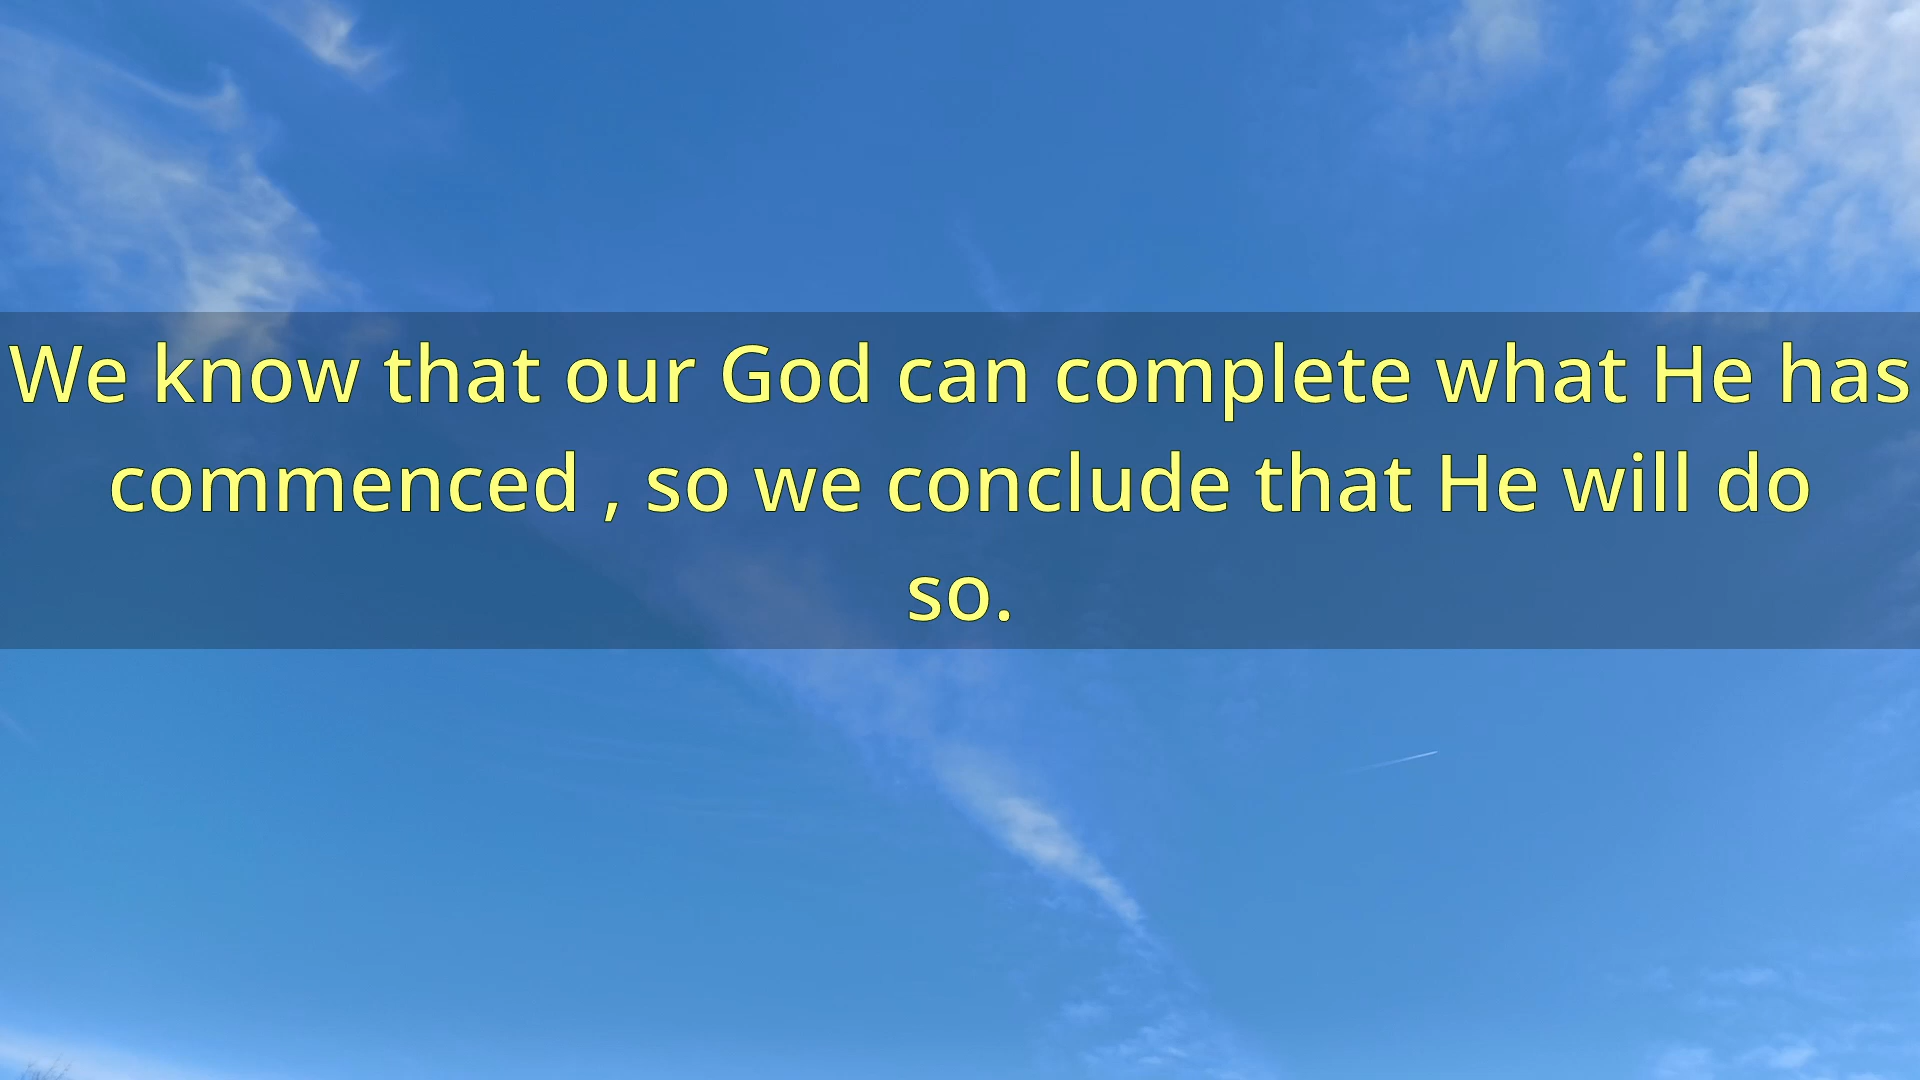 We know that our God can complete what He has
commenced , so we conclude that He will do
so.